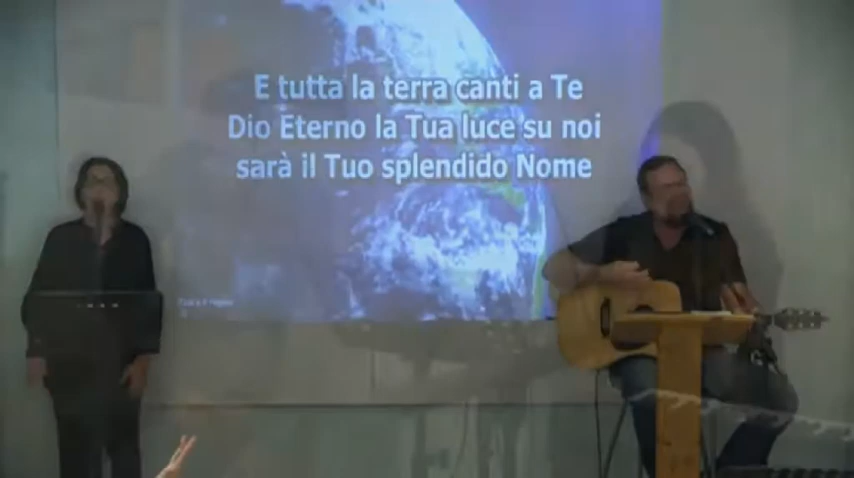 E tutta la terra canti a Te
Dio Eterno la Tua luce su noi
sarà il Tuo splendido Nome